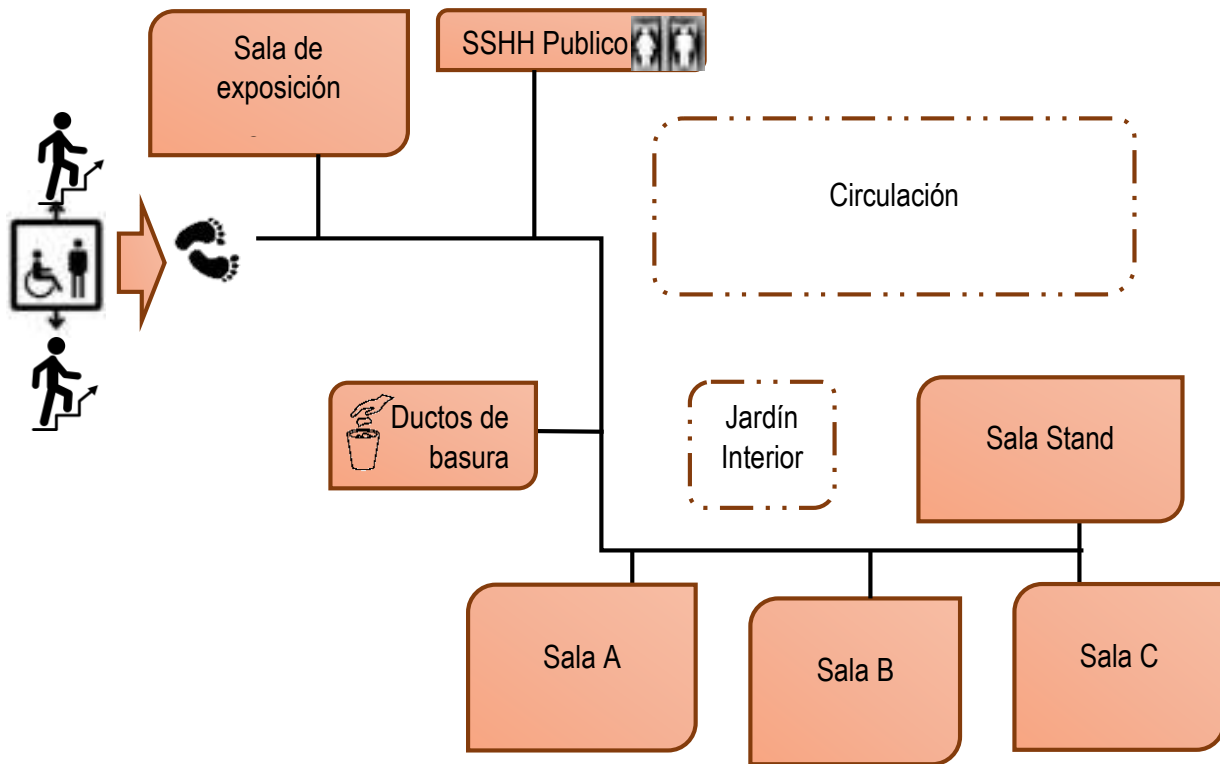 Sala de
exposición
SSHH Publico
Circulación
Ductos de
basura
Jardín
Interior
Sala Stand
Sala A
Sala B
Sala C